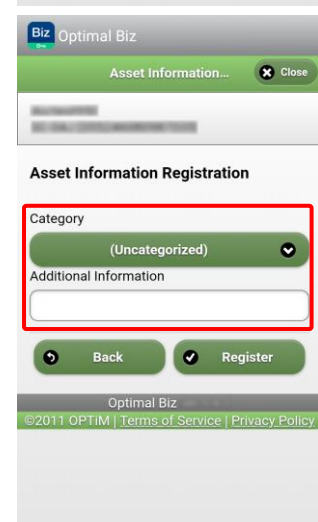 Biz Optimal Biz
Asset Information... Close
Asset Information Registration
Category
(Uncategorized)
Additional Information
Back Register
Optimal Biz
©2011 OPTiM | Terms of Service | Privacy Policy